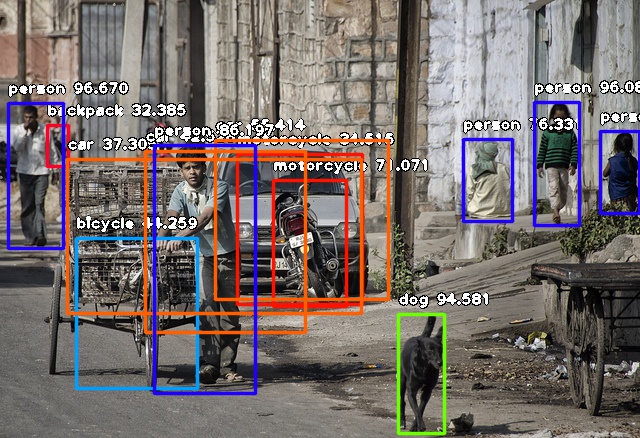 person 96.670
person 96.08
backpack 32.385
person
person 76.331
car 37.30
person 86.197
motorcycle 71.071
bicycle 44.259
dog 94.581